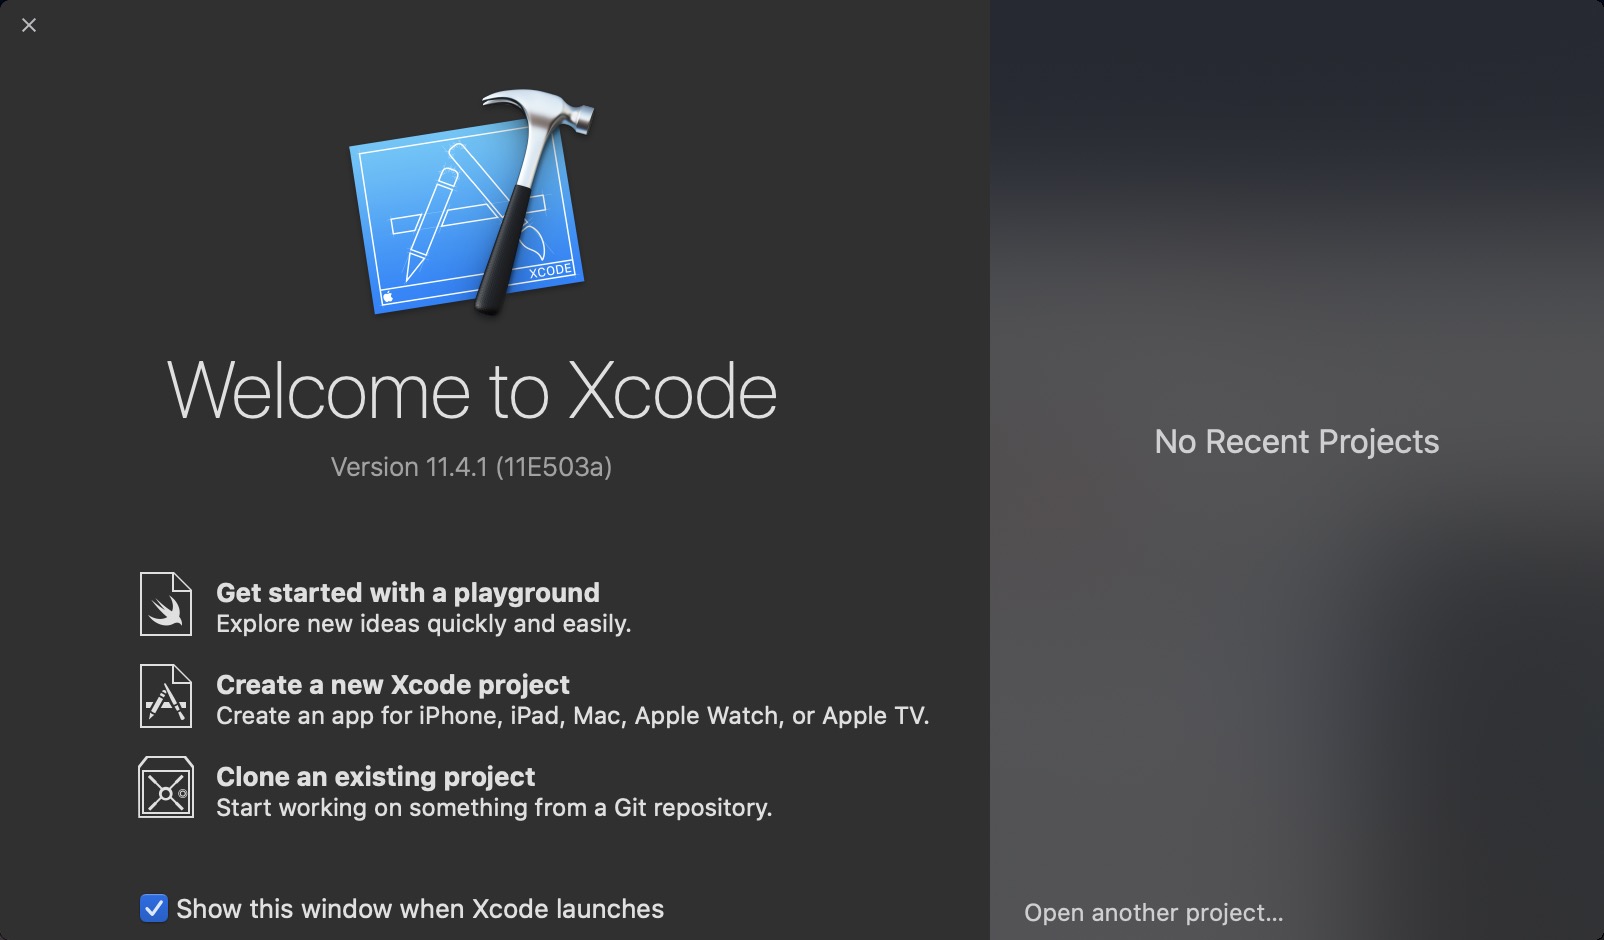 XCODE
Welcome to Xcode
Version 11.4.1 (11E503a)
Get started with a playground
Explore new ideas quickly and easily.
Create a new Xcode project
Create an app for iPhone, iPad, Mac, Apple Watch, or Apple TV.
Clone an existing project
Start working on something from a Git repository.
Show this window when Xcode launches
No Recent Projects
Open another project...